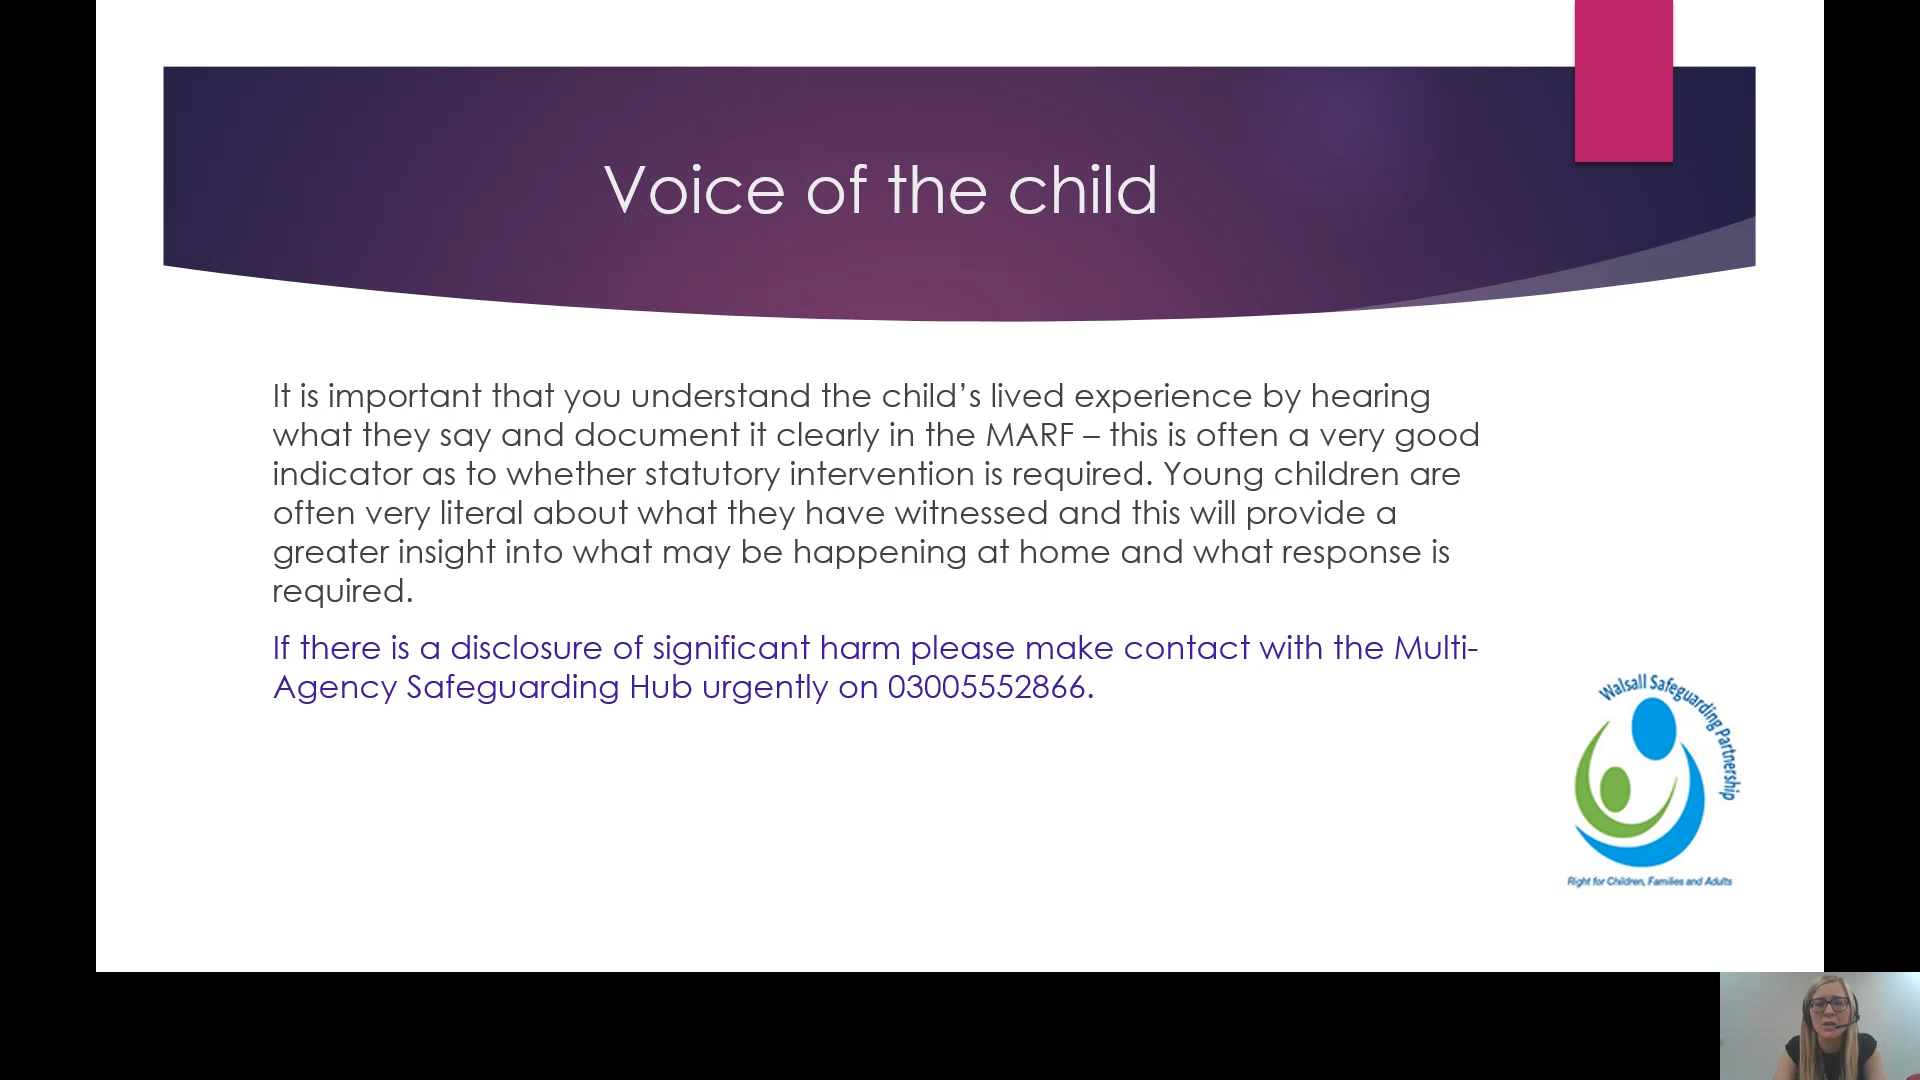 Voice of the child
It is important that you understand the child’s lived experience by hearing
what they say and document it clearly in the MARF – this is often a very good
indicator as to whether statutory intervention is required. Young children are
often very literal about what they have witnessed and this will provide a
greater insight into what may be happening at home and what response is
required.
If there is a disclosure of significant harm please make contact with the Multi-
Agency Safeguarding Hub urgently on 03005552866.
Walsall Safeguarding Partnership
Right for Children, Families and Adults